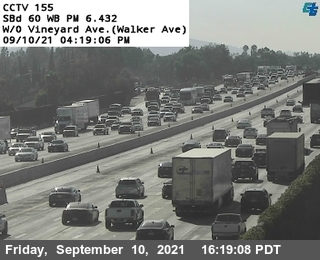 CCTV 155
SBd 60 WB PM 6.432
W/O Vineyard Ave.(Walker Ave)
09/10/21 04:19:06 PM
Friday, September 10, 2021 16:19:08 PDT